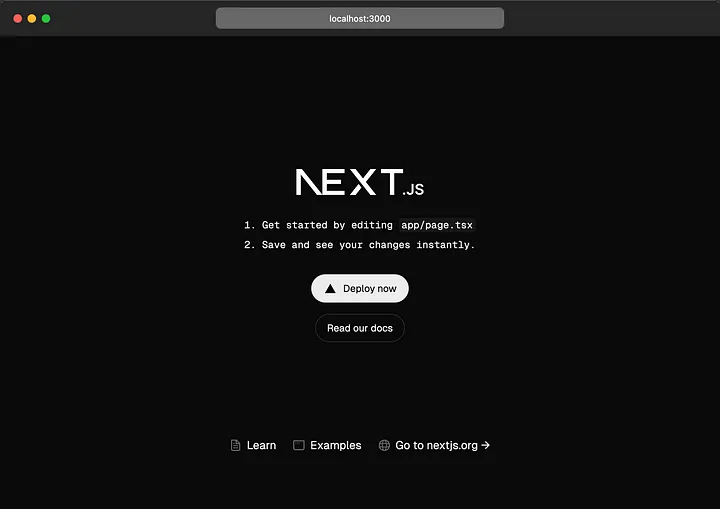 localhost:3000
NEXT.JS
1. Get started by editing app/page.tsx
2. Save and see your changes instantly.
Deploy now
Read our docs
Learn
Examples
Go to nextjs.org →